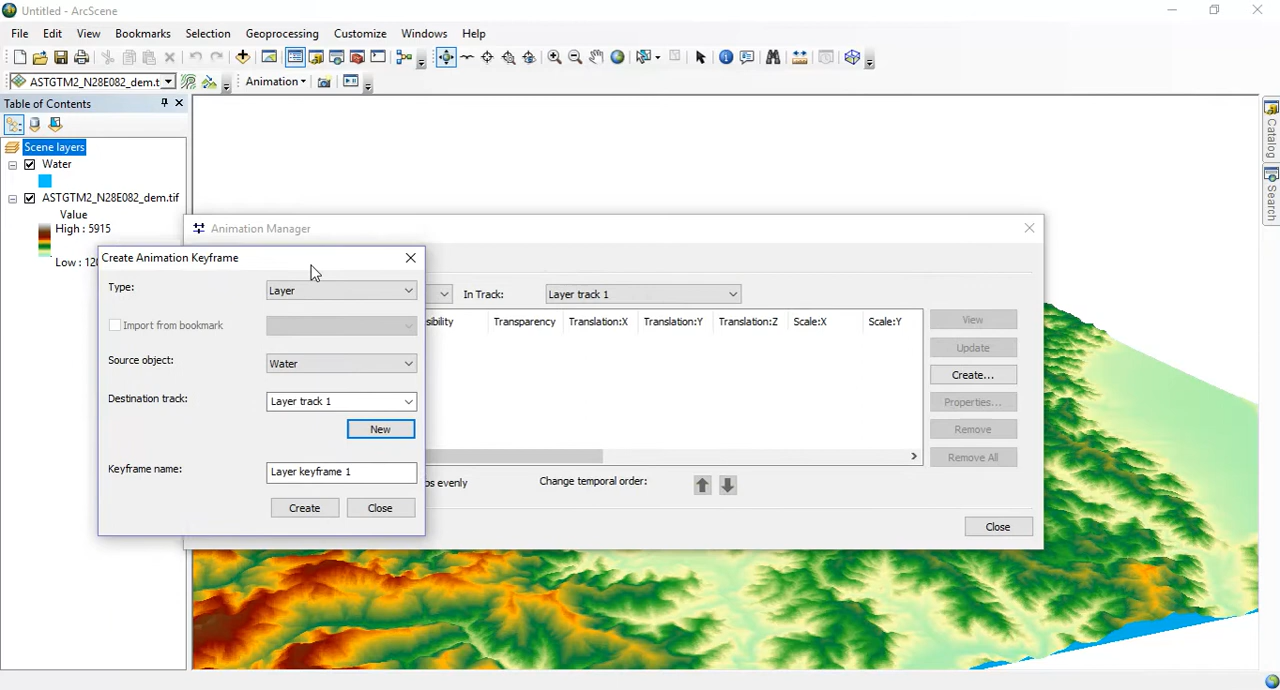 Untitled - ArcScene
File Edit View Bookmarks Selection Geoprocessing Customize Windows Help
ASTGTM2_N28E082_dem.t Animation
Table of Contents
Scene layers
Water
ASTGTM2_N28E082_dem.tif
Value
High : 5915
Low : 120
Animation Manager
In Track: Layer track 1
Transparency Translation:X Translation:Y Translation:Z Scale:X Scale:Y
View
Update
Create...
Properties...
Remove
Remove All
evenly Change temporal order:
Close
Create Animation Keyframe
Type: Layer
Import from bookmark
Source object: Water
Destination track: Layer track 1
New
Keyframe name: Layer keyframe 1
Create Close
Catalog
Search